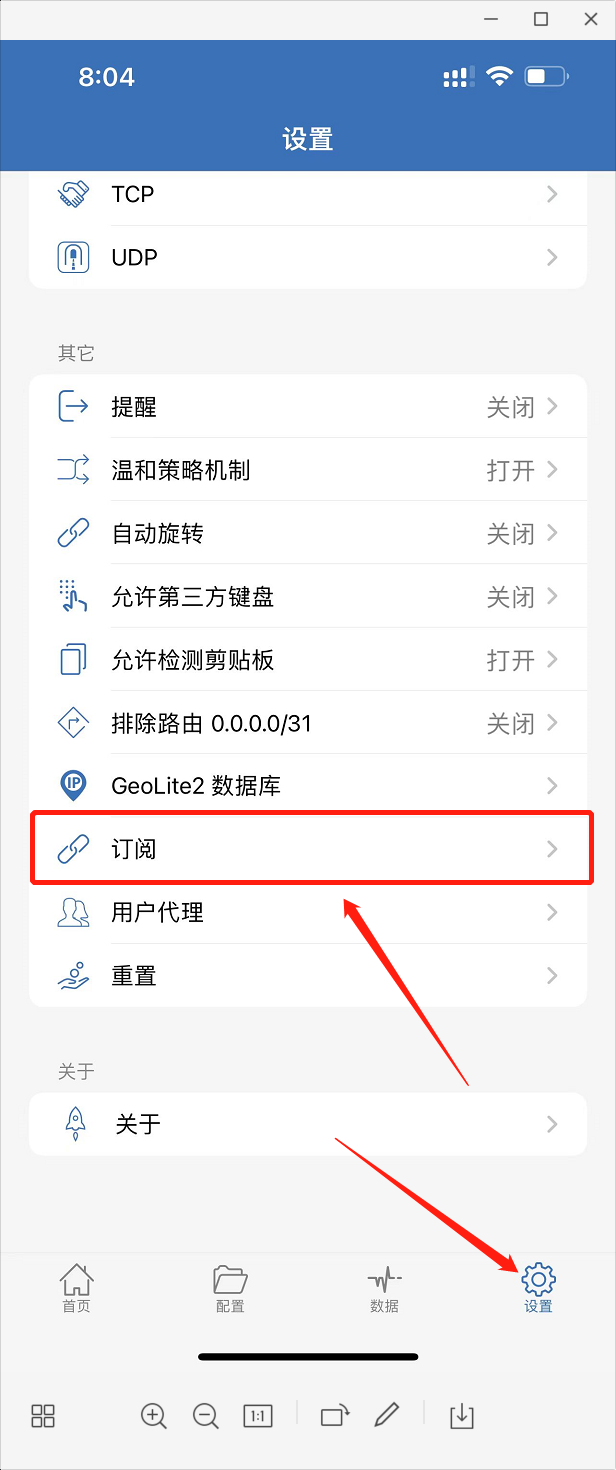 8:04
设置
TCP
UDP
其它
提醒 关闭
温和策略机制 打开
自动旋转 关闭
允许第三方键盘 关闭
允许检测剪贴板 打开
排除路由 0.0.0.0/31 关闭
IP GeoLite2 数据库
订阅
用户代理
重置
关于
关于
首页 配置 数据 设置
1:1